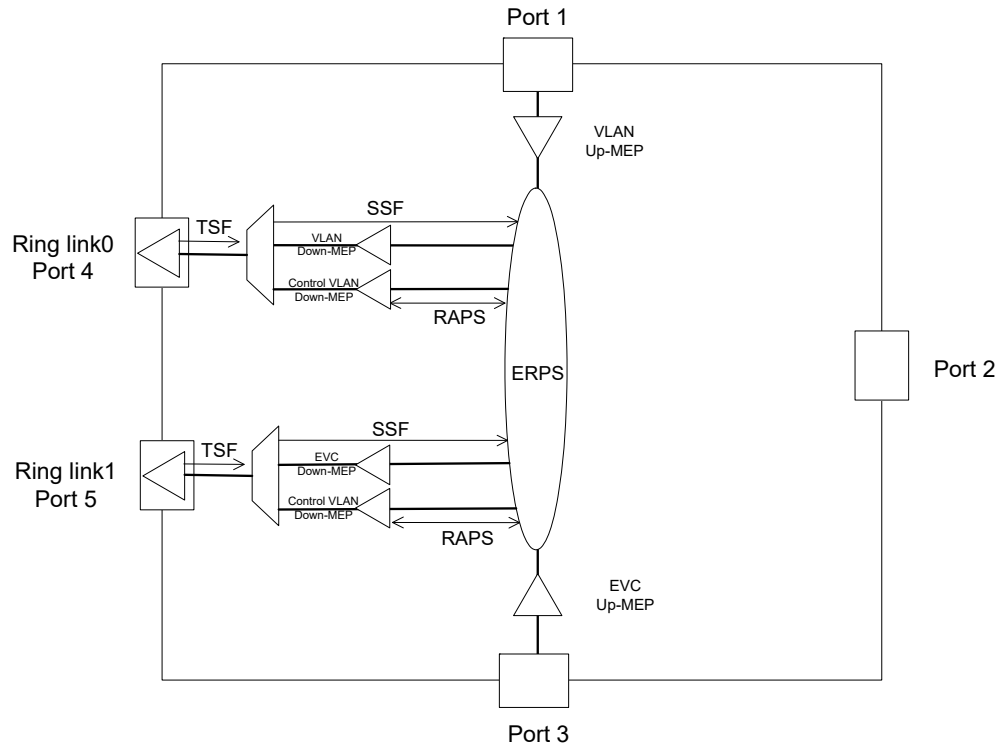 Port 1
VLAN
Up-MEP
SSF
TSF
VLAN
Down-MEP
Ring link0
Port 4
Control VLAN
Down-MEP
RAPS
ERPS
Port 2
SSF
TSF
EVC
Down-MEP
Ring link1
Port 5
Control VLAN
Down-MEP
RAPS
EVC
Up-MEP
Port 3